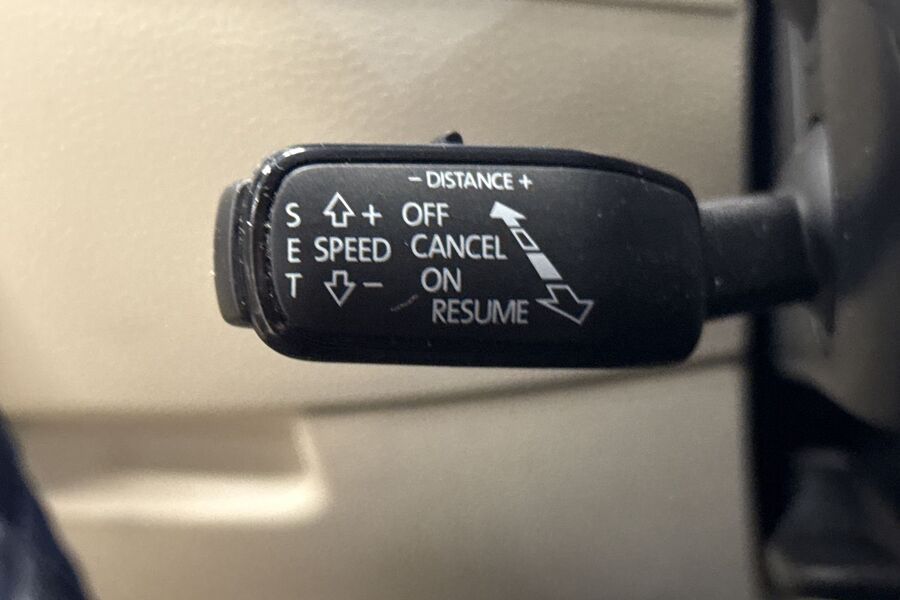 − DISTANCE +
S + OFF
E SPEED CANCEL
T − ON
RESUME